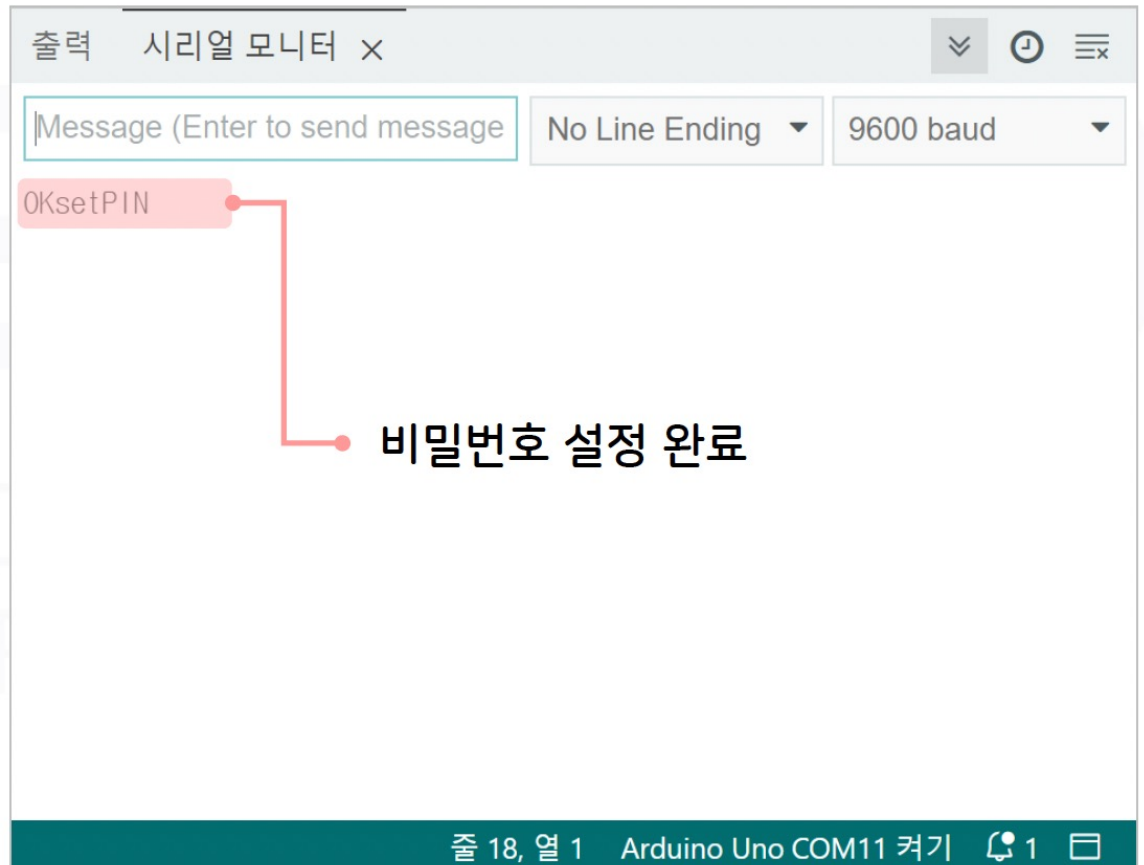 출력 시리얼 모니터
Message (Enter to send message No Line Ending 9600 baud
OKsetPIN
비밀번호 설정 완료
줄 18, 열 1 Arduino Uno COM11 켜기 1